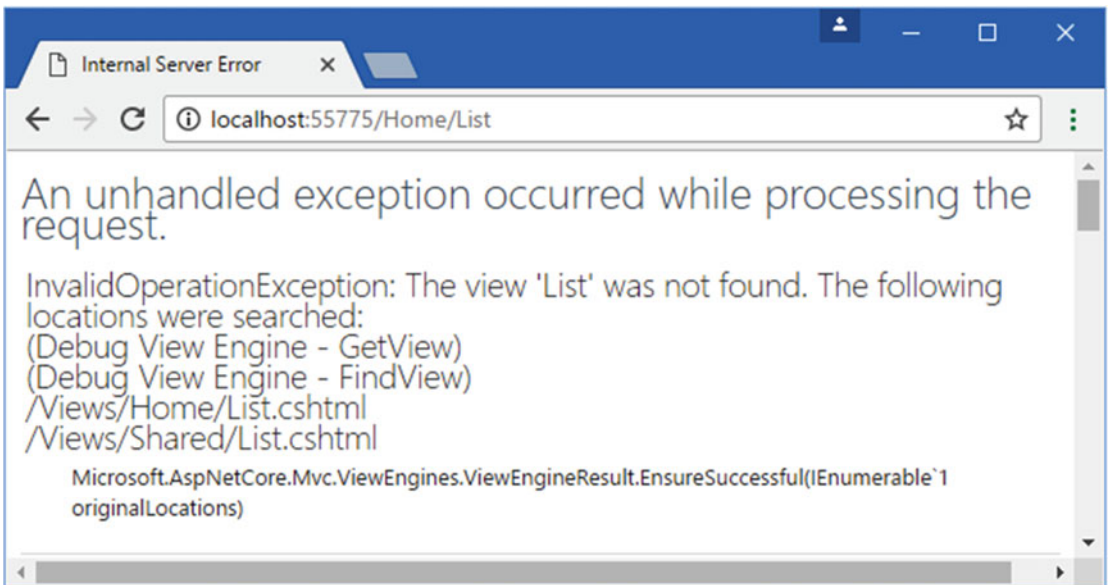 Internal Server Error
localhost:55775/Home/List
An unhandled exception occurred while processing the
request.
InvalidOperationException: The view 'List' was not found. The following
locations were searched:
(Debug View Engine - GetView)
(Debug View Engine - FindView)
/Views/Home/List.cshtml
/Views/Shared/List.cshtml
Microsoft.AspNetCore.Mvc.ViewEngines.ViewEngineResult.EnsureSuccessful(IEnumerable`1
originalLocations)